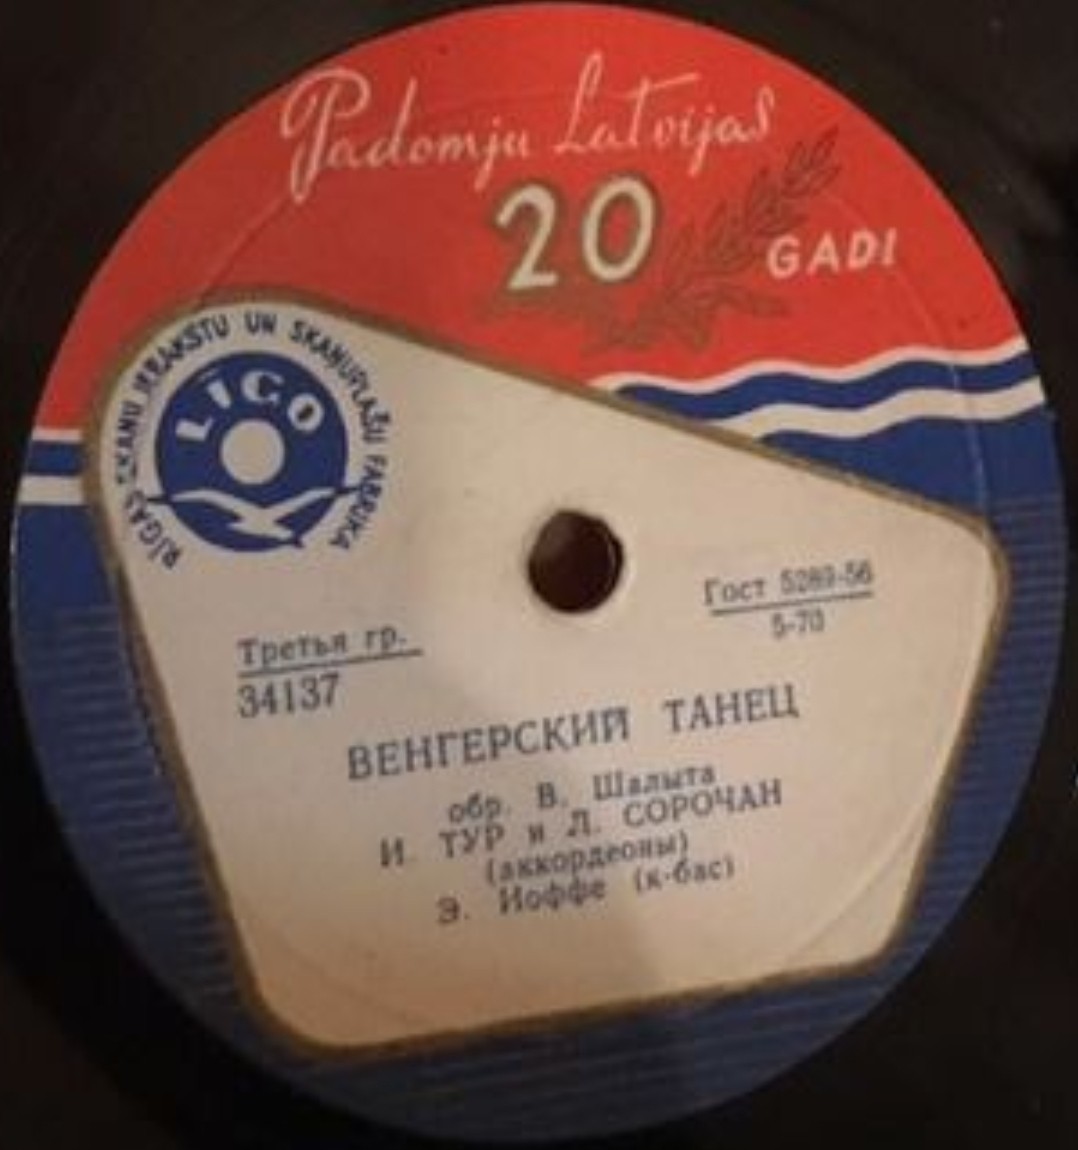 Padomju Latvijas
20
GADI
RĪGAS SKAŅU IERAKSTU UN SKAŅUPLAŠU FABRIKA
LĪGO
Гост 5289-56
5-70
Третья гр.
34137
ВЕНГЕРСКИЙ ТАНЕЦ
обр. В. Шалыта
И. ТУР и Л. СОРОЧАН
(аккордеоны)
Э. Иоффе (к-бас)